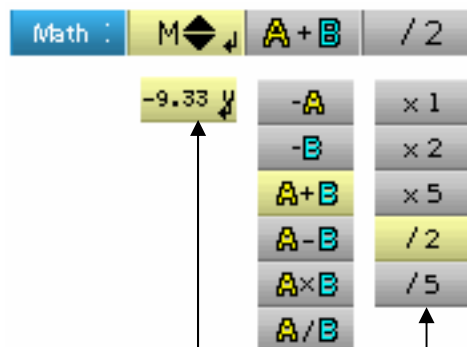 Math : M A+B /2
-9.33 V -A ×1
-B ×2
A+B ×5
A-B /2
A×B /5
A/B